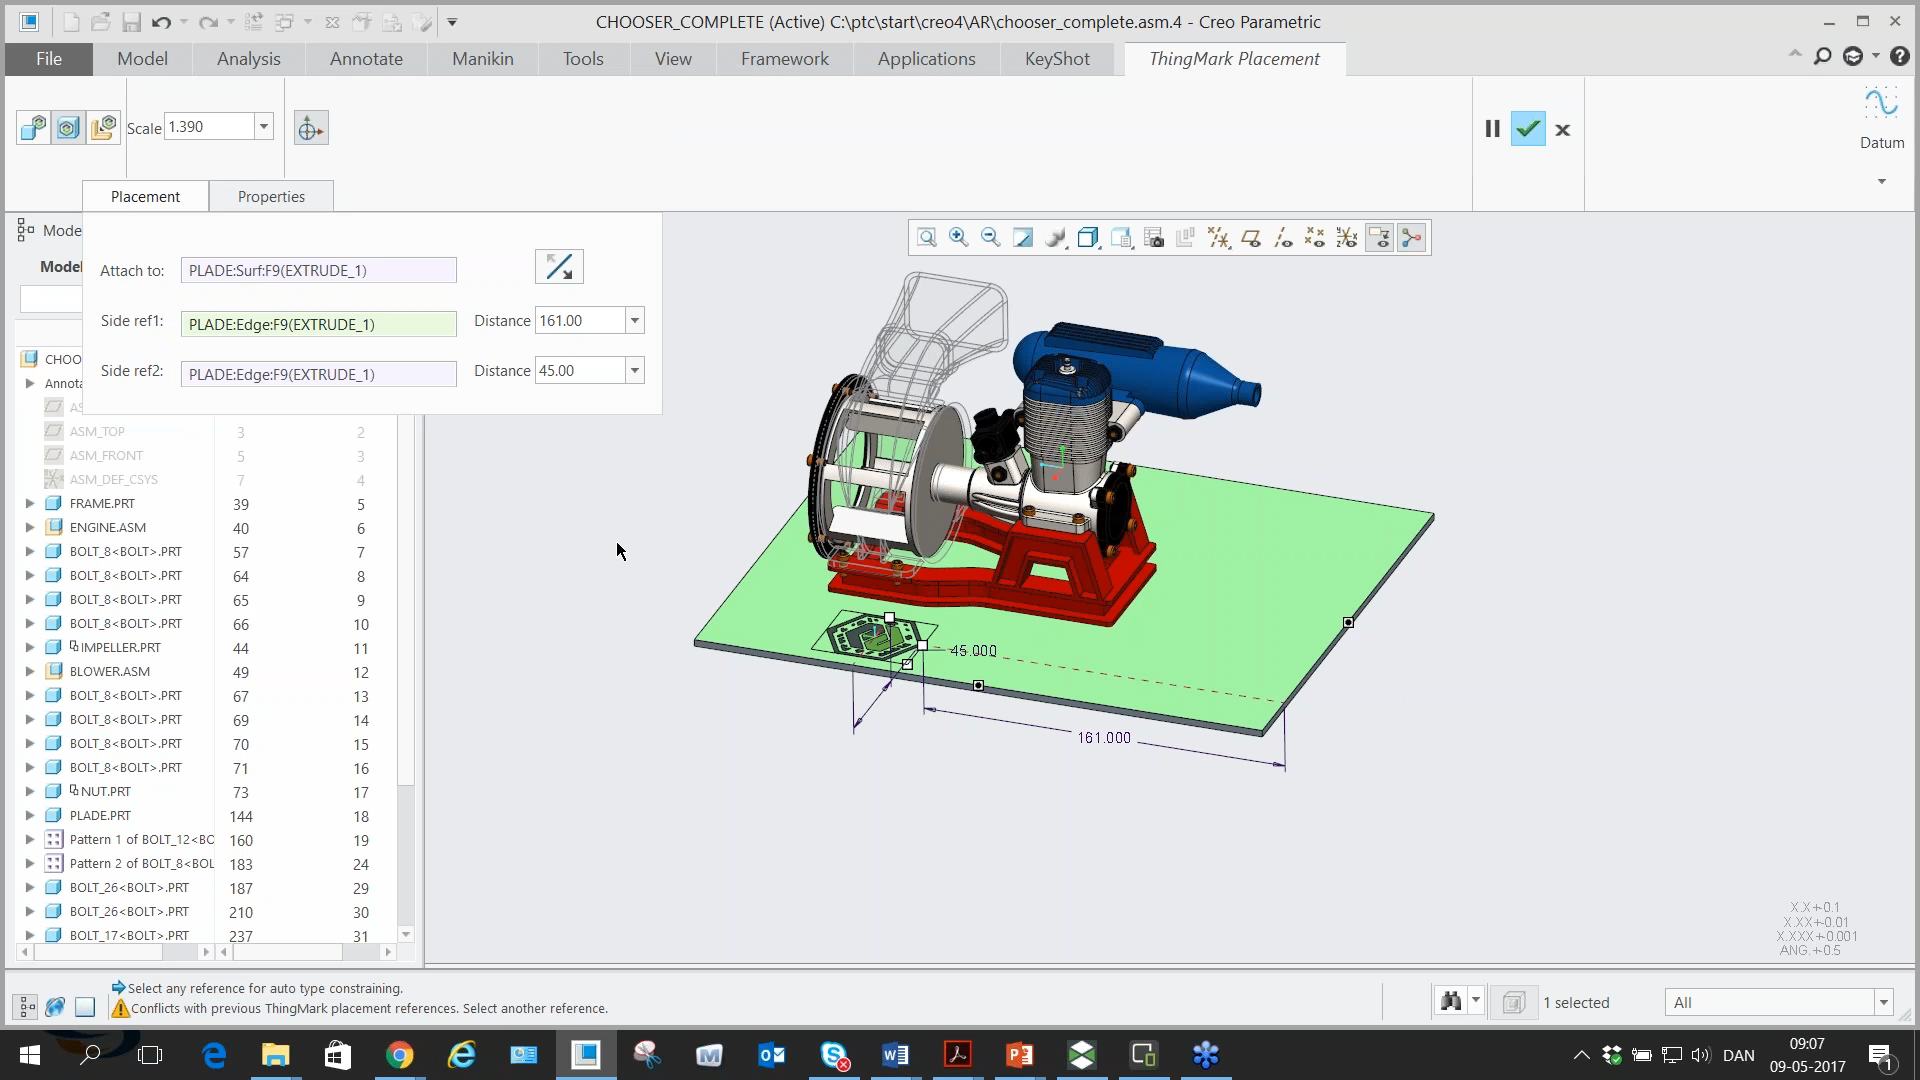 CHOOSER_COMPLETE (Active) C:\ptc\start\creo4\AR\chooser_complete.asm.4 - Creo Parametric
File Model Analysis Annotate Manikin Tools View Framework Applications KeyShot ThingMark Placement
Scale 1.390
Datum
Placement Properties
Mode
Model
Attach to: PLADE:Surf:F9(EXTRUDE_1)
Side ref1: PLADE:Edge:F9(EXTRUDE_1) Distance 161.00
Side ref2: PLADE:Edge:F9(EXTRUDE_1) Distance 45.00
CHOO
Annota
AS
ASM_TOP 3 2
ASM_FRONT 5 3
ASM_DEF_CSYS 7 4
FRAME.PRT 39 5
ENGINE.ASM 40 6
BOLT_8<BOLT>.PRT 57 7
BOLT_8<BOLT>.PRT 64 8
BOLT_8<BOLT>.PRT 65 9
BOLT_8<BOLT>.PRT 66 10
IMPELLER.PRT 44 11
BLOWER.ASM 49 12
BOLT_8<BOLT>.PRT 67 13
BOLT_8<BOLT>.PRT 69 14
BOLT_8<BOLT>.PRT 70 15
BOLT_8<BOLT>.PRT 71 16
NUT.PRT 73 17
PLADE.PRT 144 18
Pattern 1 of BOLT_12<BO 160 19
Pattern 2 of BOLT_8<BOL 183 24
BOLT_26<BOLT>.PRT 187 29
BOLT_26<BOLT>.PRT 210 30
BOLT_17<BOLT>.PRT 237 31
45.000
161.000
X.X+-0.1
X.XX+-0.01
X.XXX+-0.001
ANG.+-0.5
Select any reference for auto type constraining.
Conflicts with previous ThingMark placement references. Select another reference.
1 selected
All
DAN
09:07
09-05-2017
1